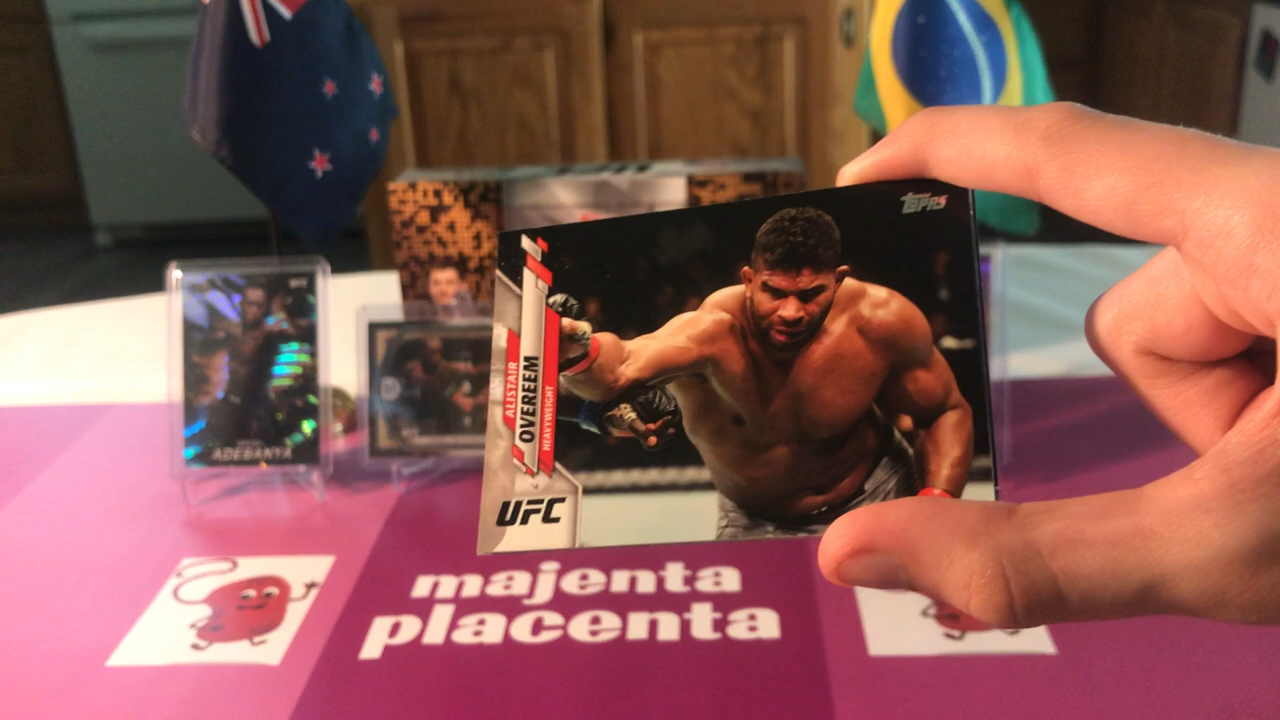 TOPPS
ALISTAIR
OVEREEM
HEAVYWEIGHT
UFC
ADESANYA
majenta
placenta